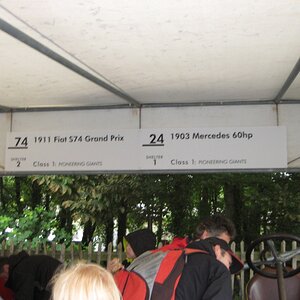 74 1911 Fiat S74 Grand Prix
SHELTER
2 Class 1: PIONEERING GIANTS
24 1903 Mercedes 60hp
SHELTER
1 Class 1: PIONEERING GIANTS